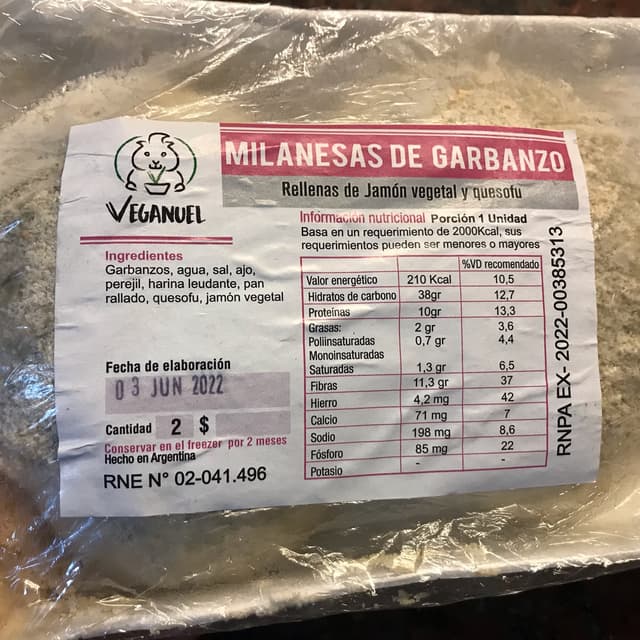 VEGANUEL
MILANESAS DE GARBANZO
Rellenas de Jamón vegetal y quesofu
Ingredientes
Garbanzos, agua, sal, ajo,
perejil, harina leudante, pan
rallado, quesofu, jamón vegetal
Fecha de elaboración
03 JUN 2022
Cantidad 2 $
Conservar en el freezer por 2 meses
Hecho en Argentina
RNE N° 02-041.496
Información nutricional Porción 1 Unidad
Basa en un requerimiento de 2000Kcal, sus
requerimientos pueden ser menores o mayores
%VD recomendado
Valor energético 210 Kcal 10,5
Hidratos de carbono 38gr 12,7
Proteínas 10gr 13,3
Grasas: 2 gr 3,6
Poliinsaturadas 0,7 gr 4,4
Monoinsaturadas
Saturadas 1,3 gr 6,5
Fibras 11,3 gr 37
Hierro 4,2 mg 42
Calcio 71 mg 7
Sodio 198 mg 8,6
Fósforo 85 mg 22
Potasio - -
RNPA EX- 2022-00385313